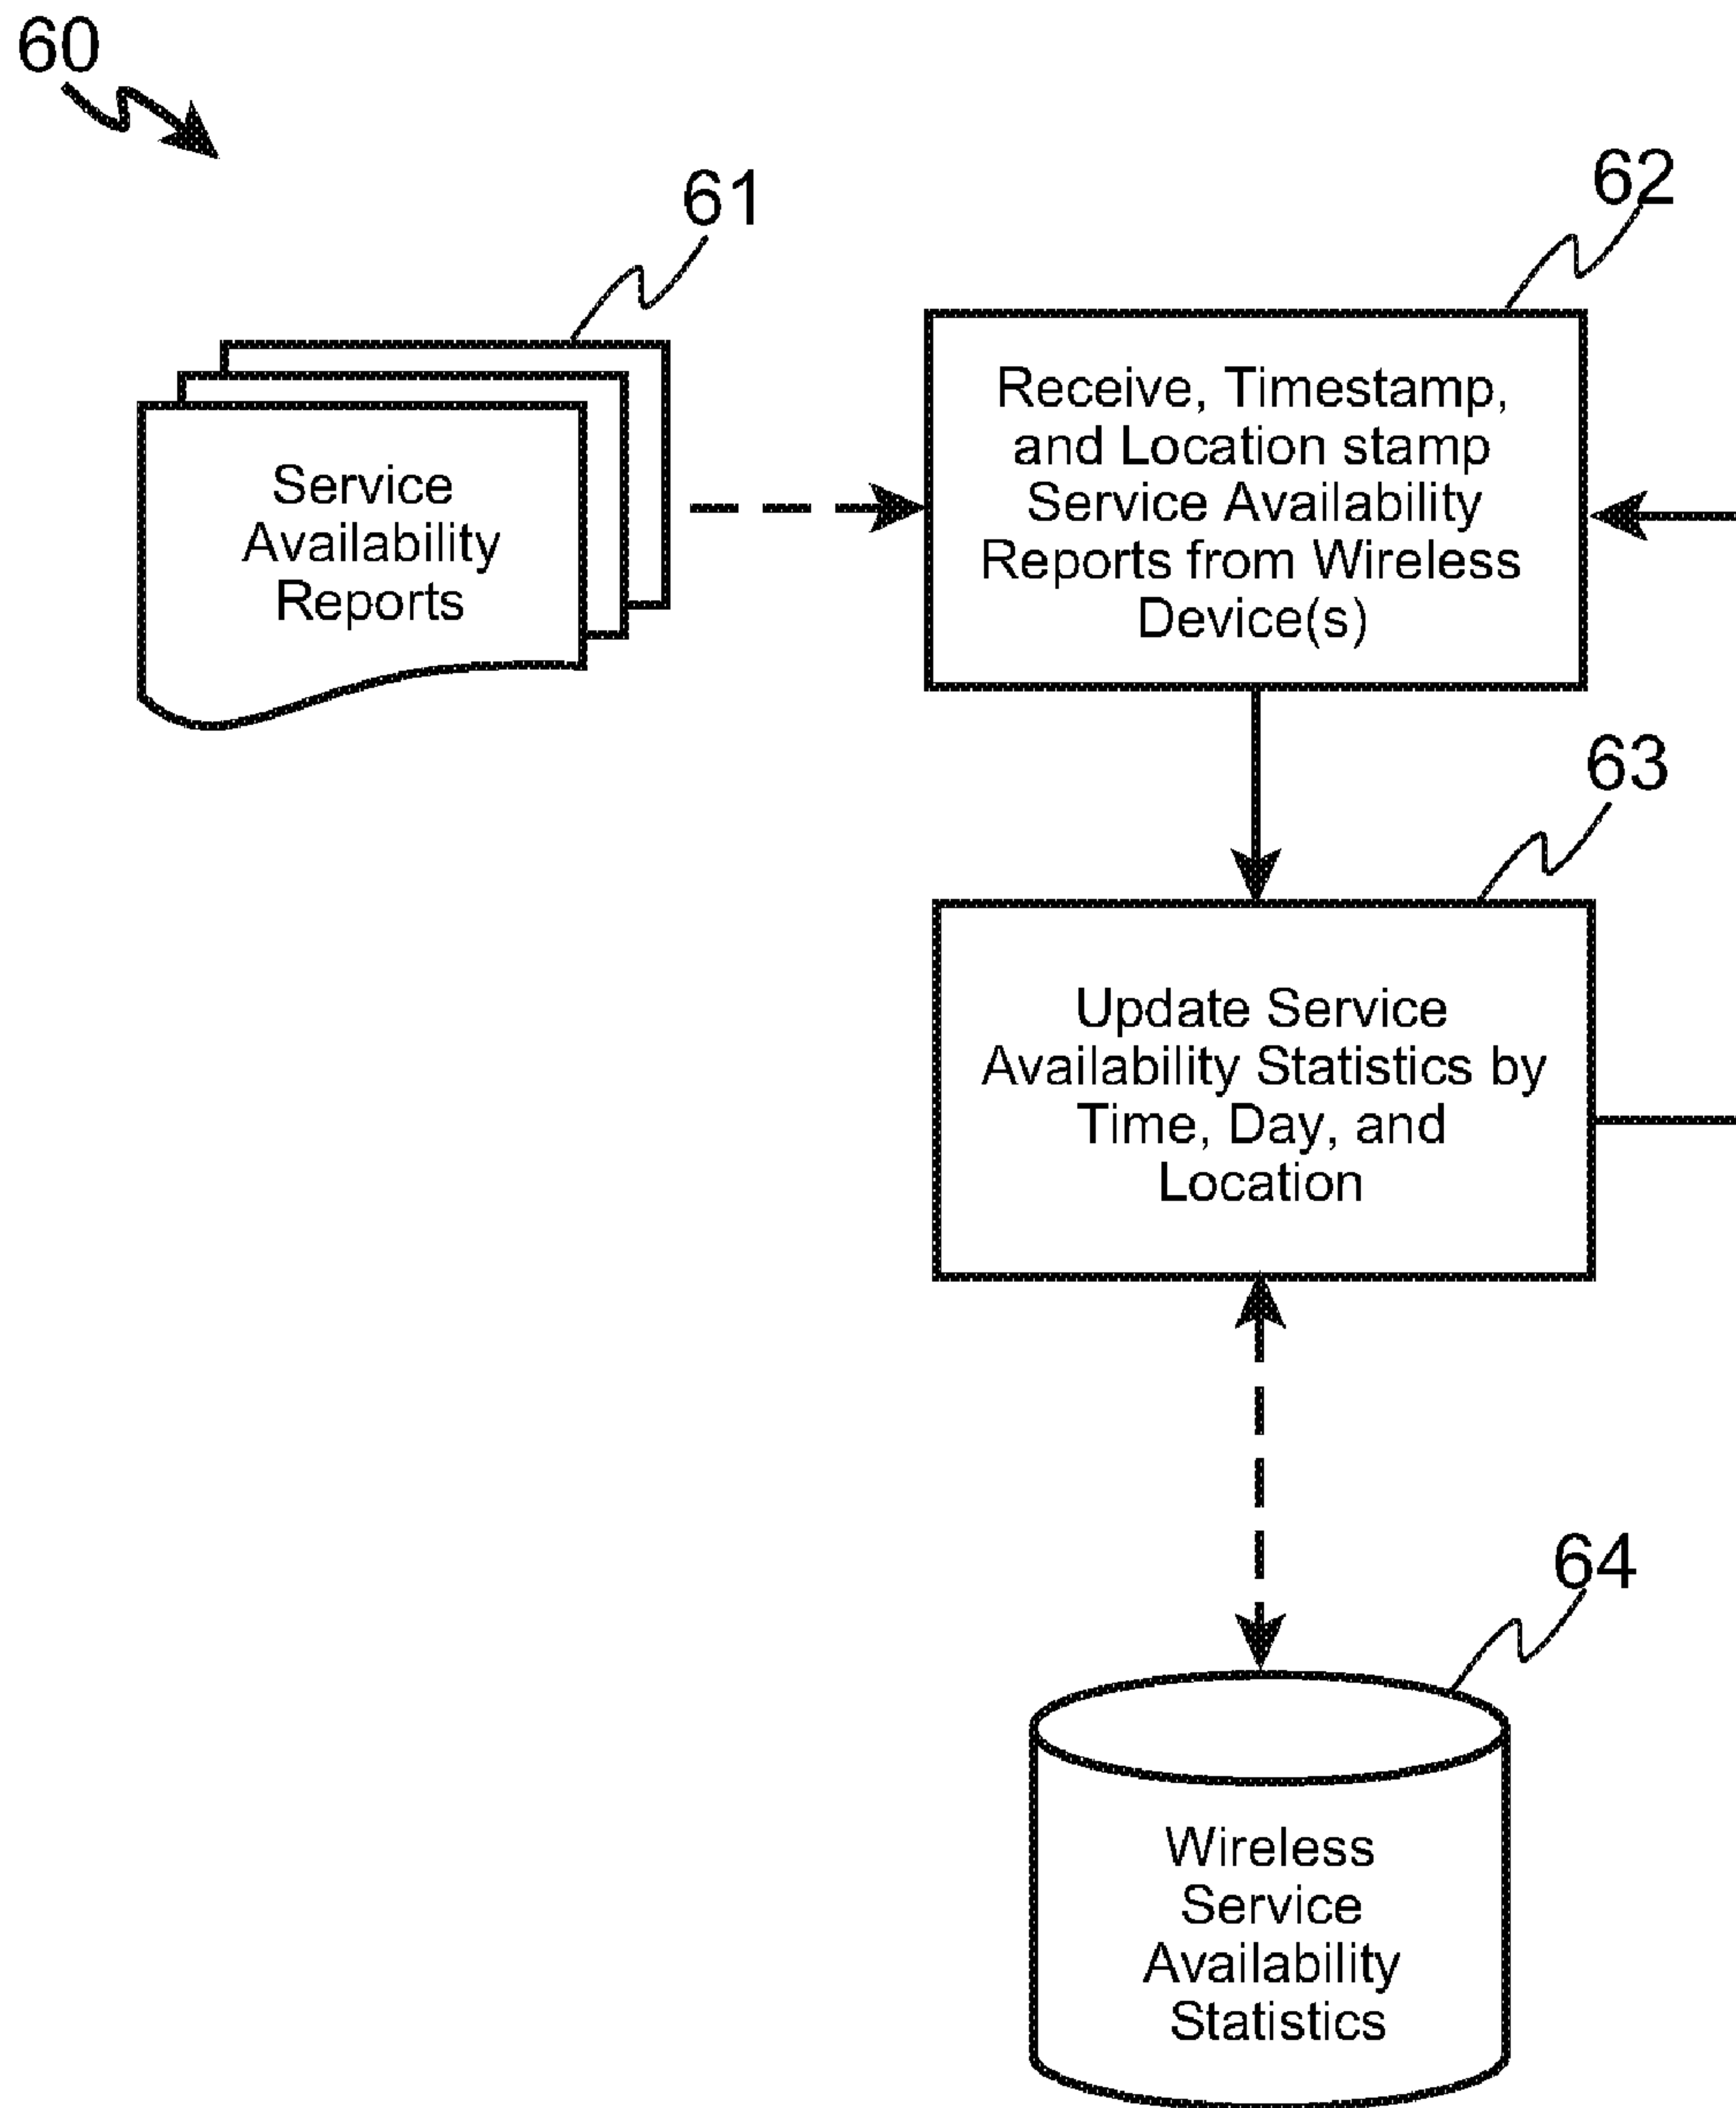 60
61
62
Service
Availability
Reports
Receive, Timestamp,
and Location stamp
Service Availability
Reports from Wireless
Device(s)
63
Update Service
Availability Statistics by
Time, Day, and
Location
64
Wireless
Service
Availability
Statistics